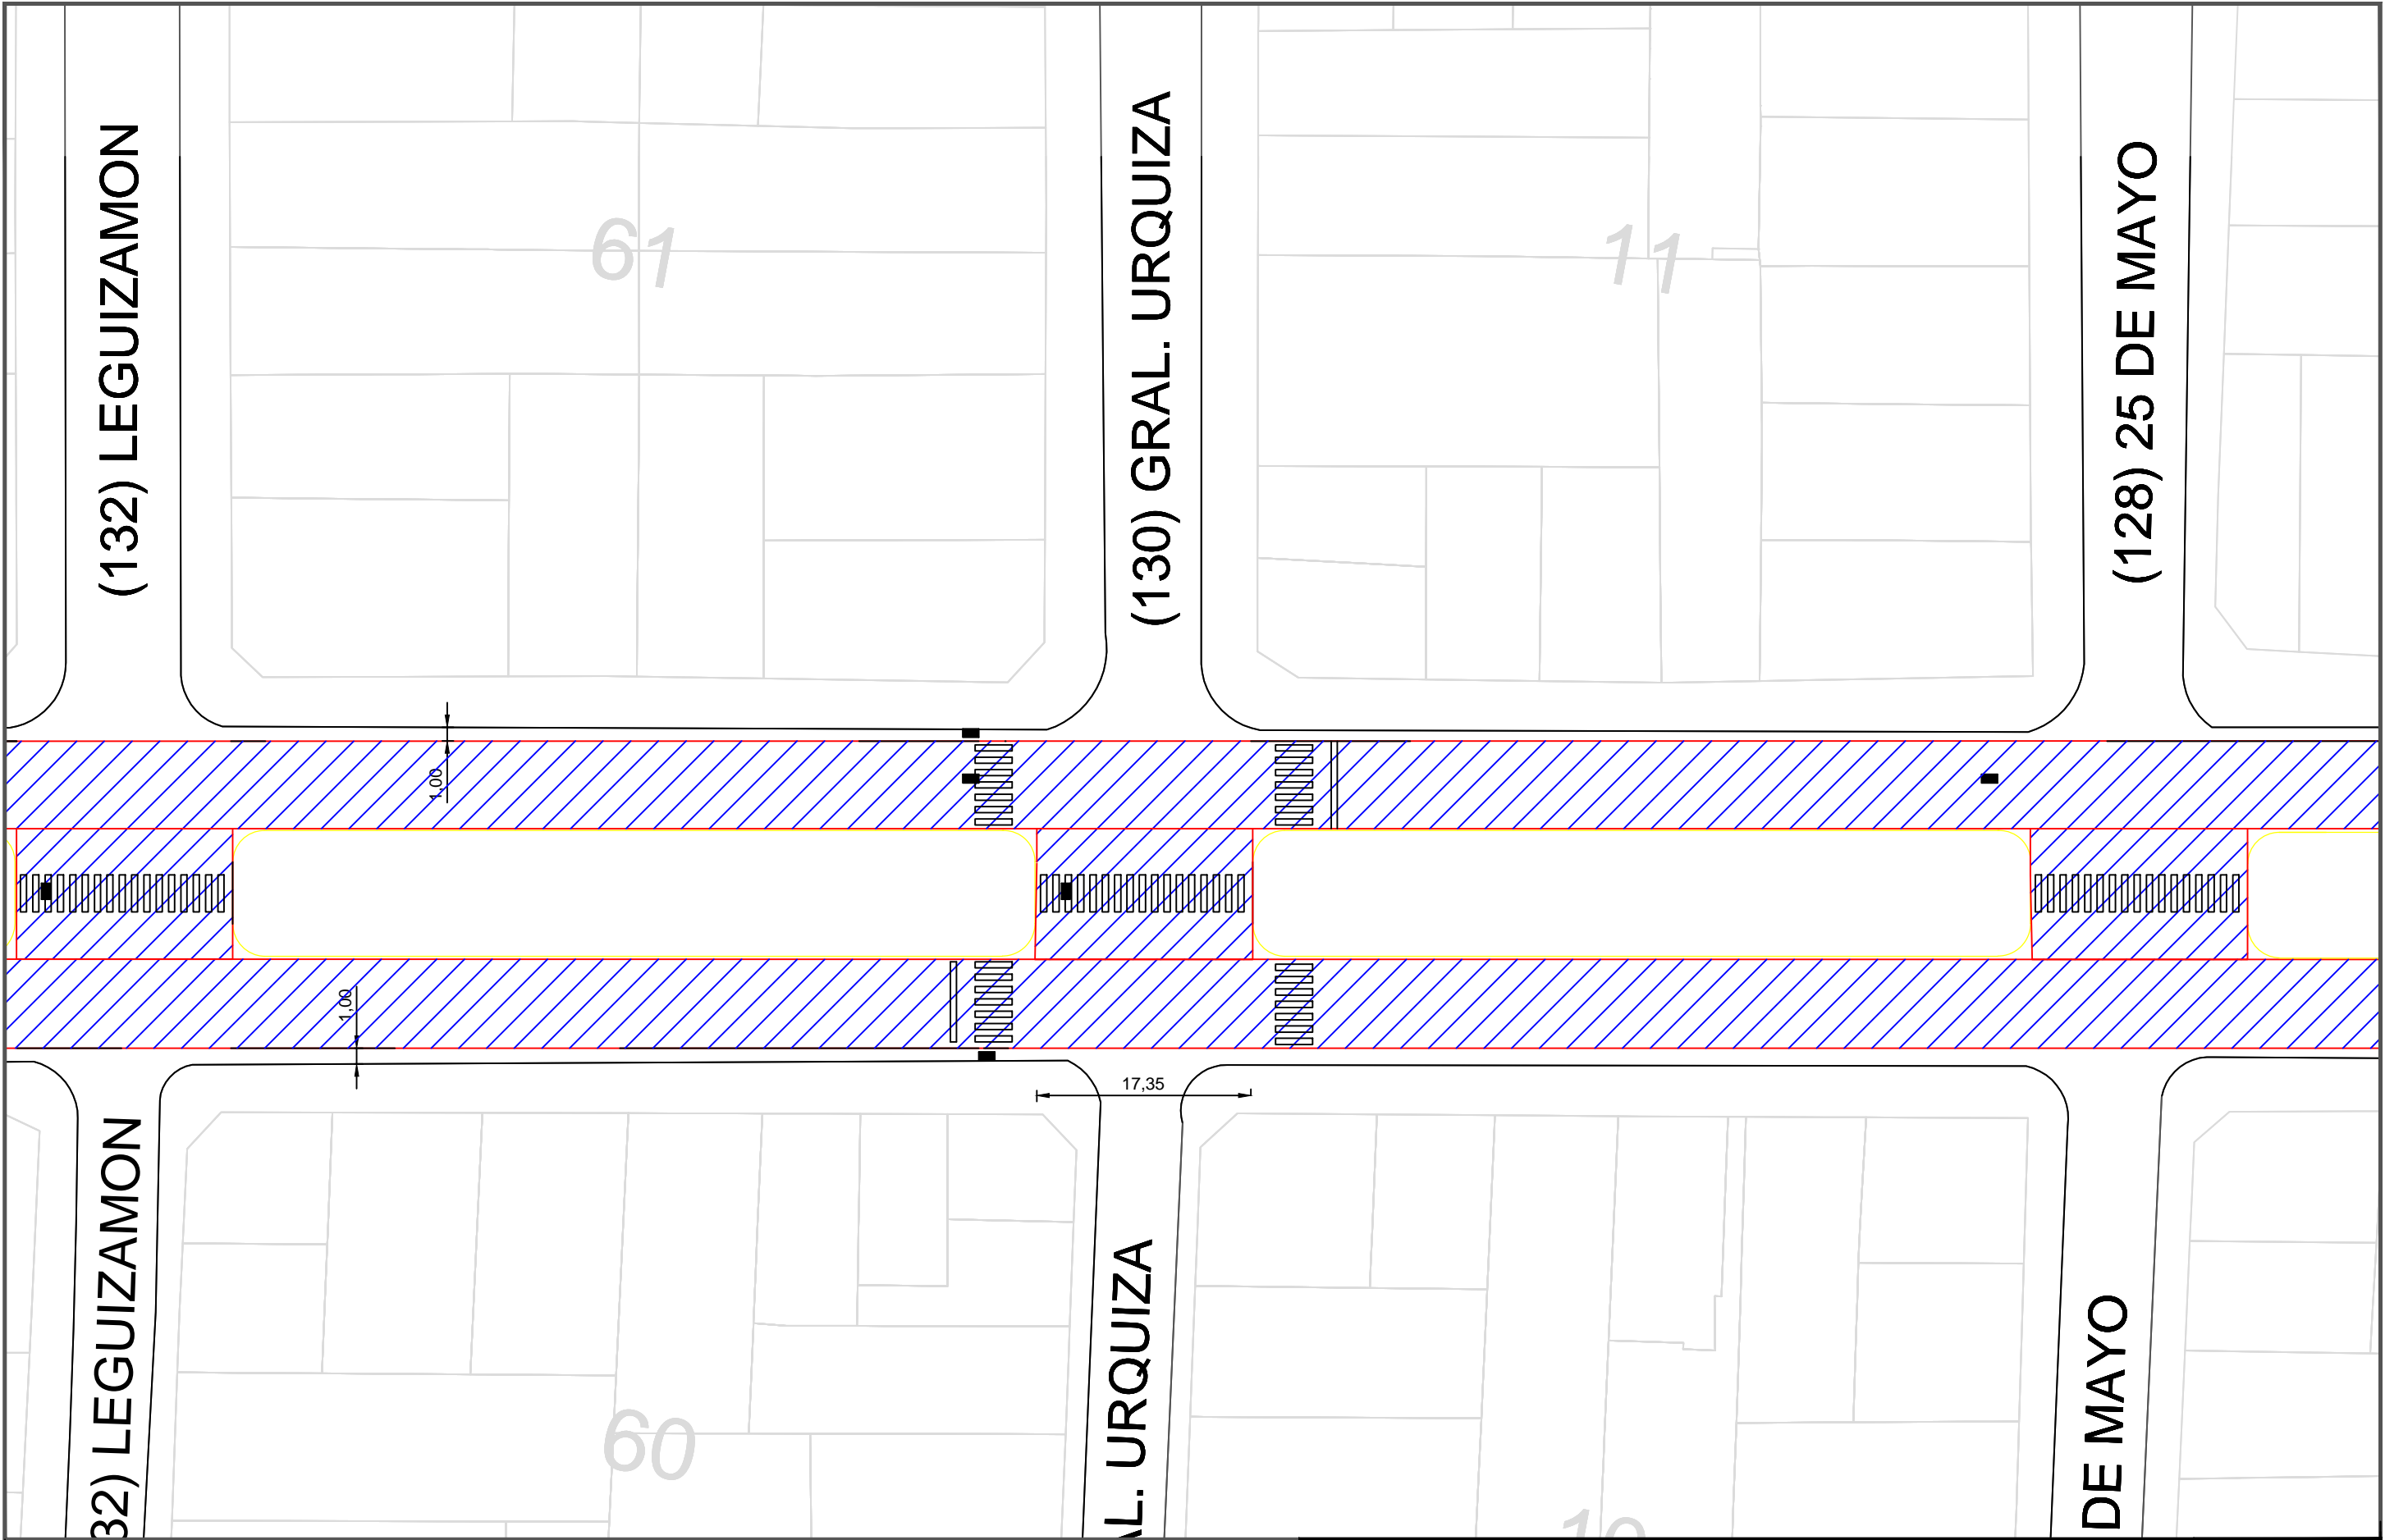 (132) LEGUIZAMON
61
(130) GRAL. URQUIZA
11
(128) 25 DE MAYO
1,00
1,00
17,35
32) LEGUIZAMON
60
AL. URQUIZA
10
DE MAYO